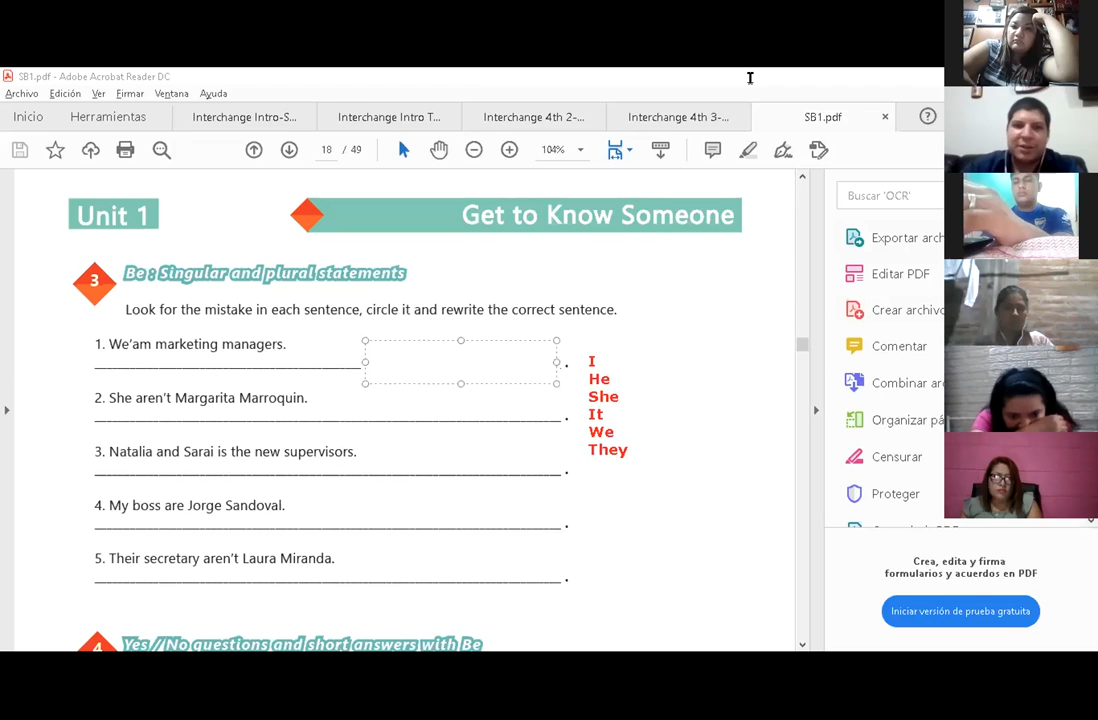 SB1.pdf - Adobe Acrobat Reader DC
Archivo Edición Ver Firmar Ventana Ayuda
Inicio Herramientas Interchange Intro-S... Interchange Intro T... Interchange 4th 2-... Interchange 4th 3-... SB1.pdf
18 / 49 104%
Unit 1 Get to Know Someone
3 Be : Singular and plural statements
Look for the mistake in each sentence, circle it and rewrite the correct sentence.
1. We'am marketing managers.
2. She aren't Margarita Marroquin.
3. Natalia and Sarai is the new supervisors.
4. My boss are Jorge Sandoval.
5. Their secretary aren't Laura Miranda.
4 Yes / No questions and short answers with Be
I
He
She
It
We
They
Buscar 'OCR'
Exportar arch
Editar PDF
Crear archivo
Comentar
Combinar arc
Organizar pá
Censurar
Proteger
Crea, edita y firma
formularios y acuerdos en PDF
Iniciar versión de prueba gratuita